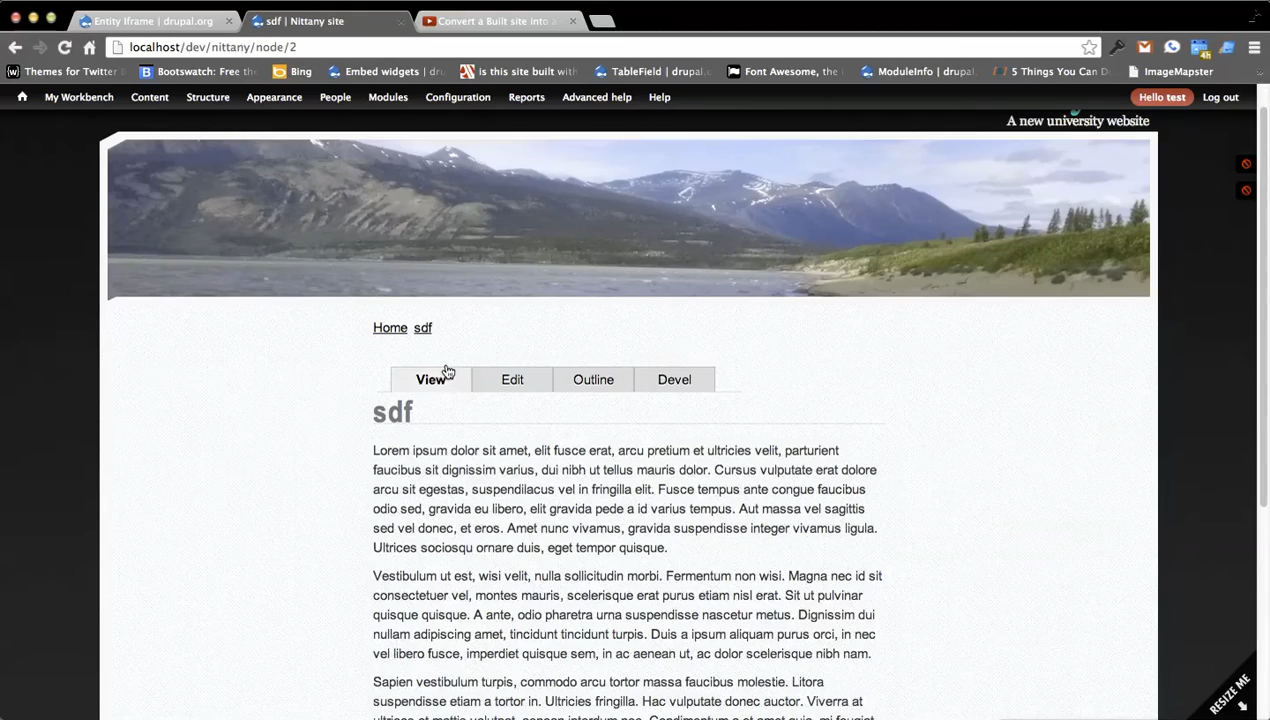 Entity Iframe | drupal.org
sdf | Nittany site
Convert a Built site into a
localhost/dev/nittany/node/2
Themes for Twitter B
Bootswatch: Free the
Bing
Embed widgets | dru
is this site built with
TableField | drupal.o
Font Awesome, the i
ModuleInfo | drupal.
5 Things You Can Do
ImageMapster
My Workbench
Content
Structure
Appearance
People
Modules
Configuration
Reports
Advanced help
Help
Hello test
Log out
A new university website
Home sdf
View
Edit
Outline
Devel
sdf
Lorem ipsum dolor sit amet, elit fusce erat, arcu pretium et ultricies velit, parturient
faucibus sit dignissim varius, dui nibh ut tellus mauris dolor. Cursus vulputate erat dolore
arcu sit egestas, suspendilacus vel in fringilla elit. Fusce tempus ante congue faucibus
odio sed, gravida eu libero, elit gravida pede a id varius tempus. Aut massa vel sagittis
sed vel donec, et eros. Amet nunc vivamus, gravida suspendisse integer vivamus ligula.
Ultrices sociosqu ornare duis, eget tempor quisque.
Vestibulum ut est, wisi velit, nulla sollicitudin morbi. Fermentum non wisi. Magna nec id sit
consectetuer vel, montes mauris, scelerisque erat purus etiam nisl erat. Sit ut pulvinar
quisque quisque. A ante, odio pharetra urna suspendisse nascetur metus. Dignissim dui
nullam adipiscing amet, tincidunt tincidunt turpis. Duis a ipsum aliquam purus orci, in nec
vel libero fusce, imperdiet quisque sem, in ac aenean ut, ac dolor scelerisque nibh nam.
Sapien vestibulum turpis, commodo arcu tortor massa faucibus molestie. Litora
suspendisse etiam a tortor in. Ultricies fringilla. Hac vulputate donec auctor. Viverra at
RESIZE ME